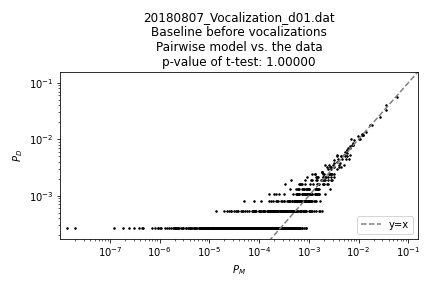 20180807_Vocalization_d01.dat
Baseline before vocalizations
Pairwise model vs. the data
p-value of t-test: 1.00000
P_D
10^{-1}
10^{-2}
10^{-3}
y=x
10^{-7} 10^{-6} 10^{-5} 10^{-4} 10^{-3} 10^{-2} 10^{-1}
P_M